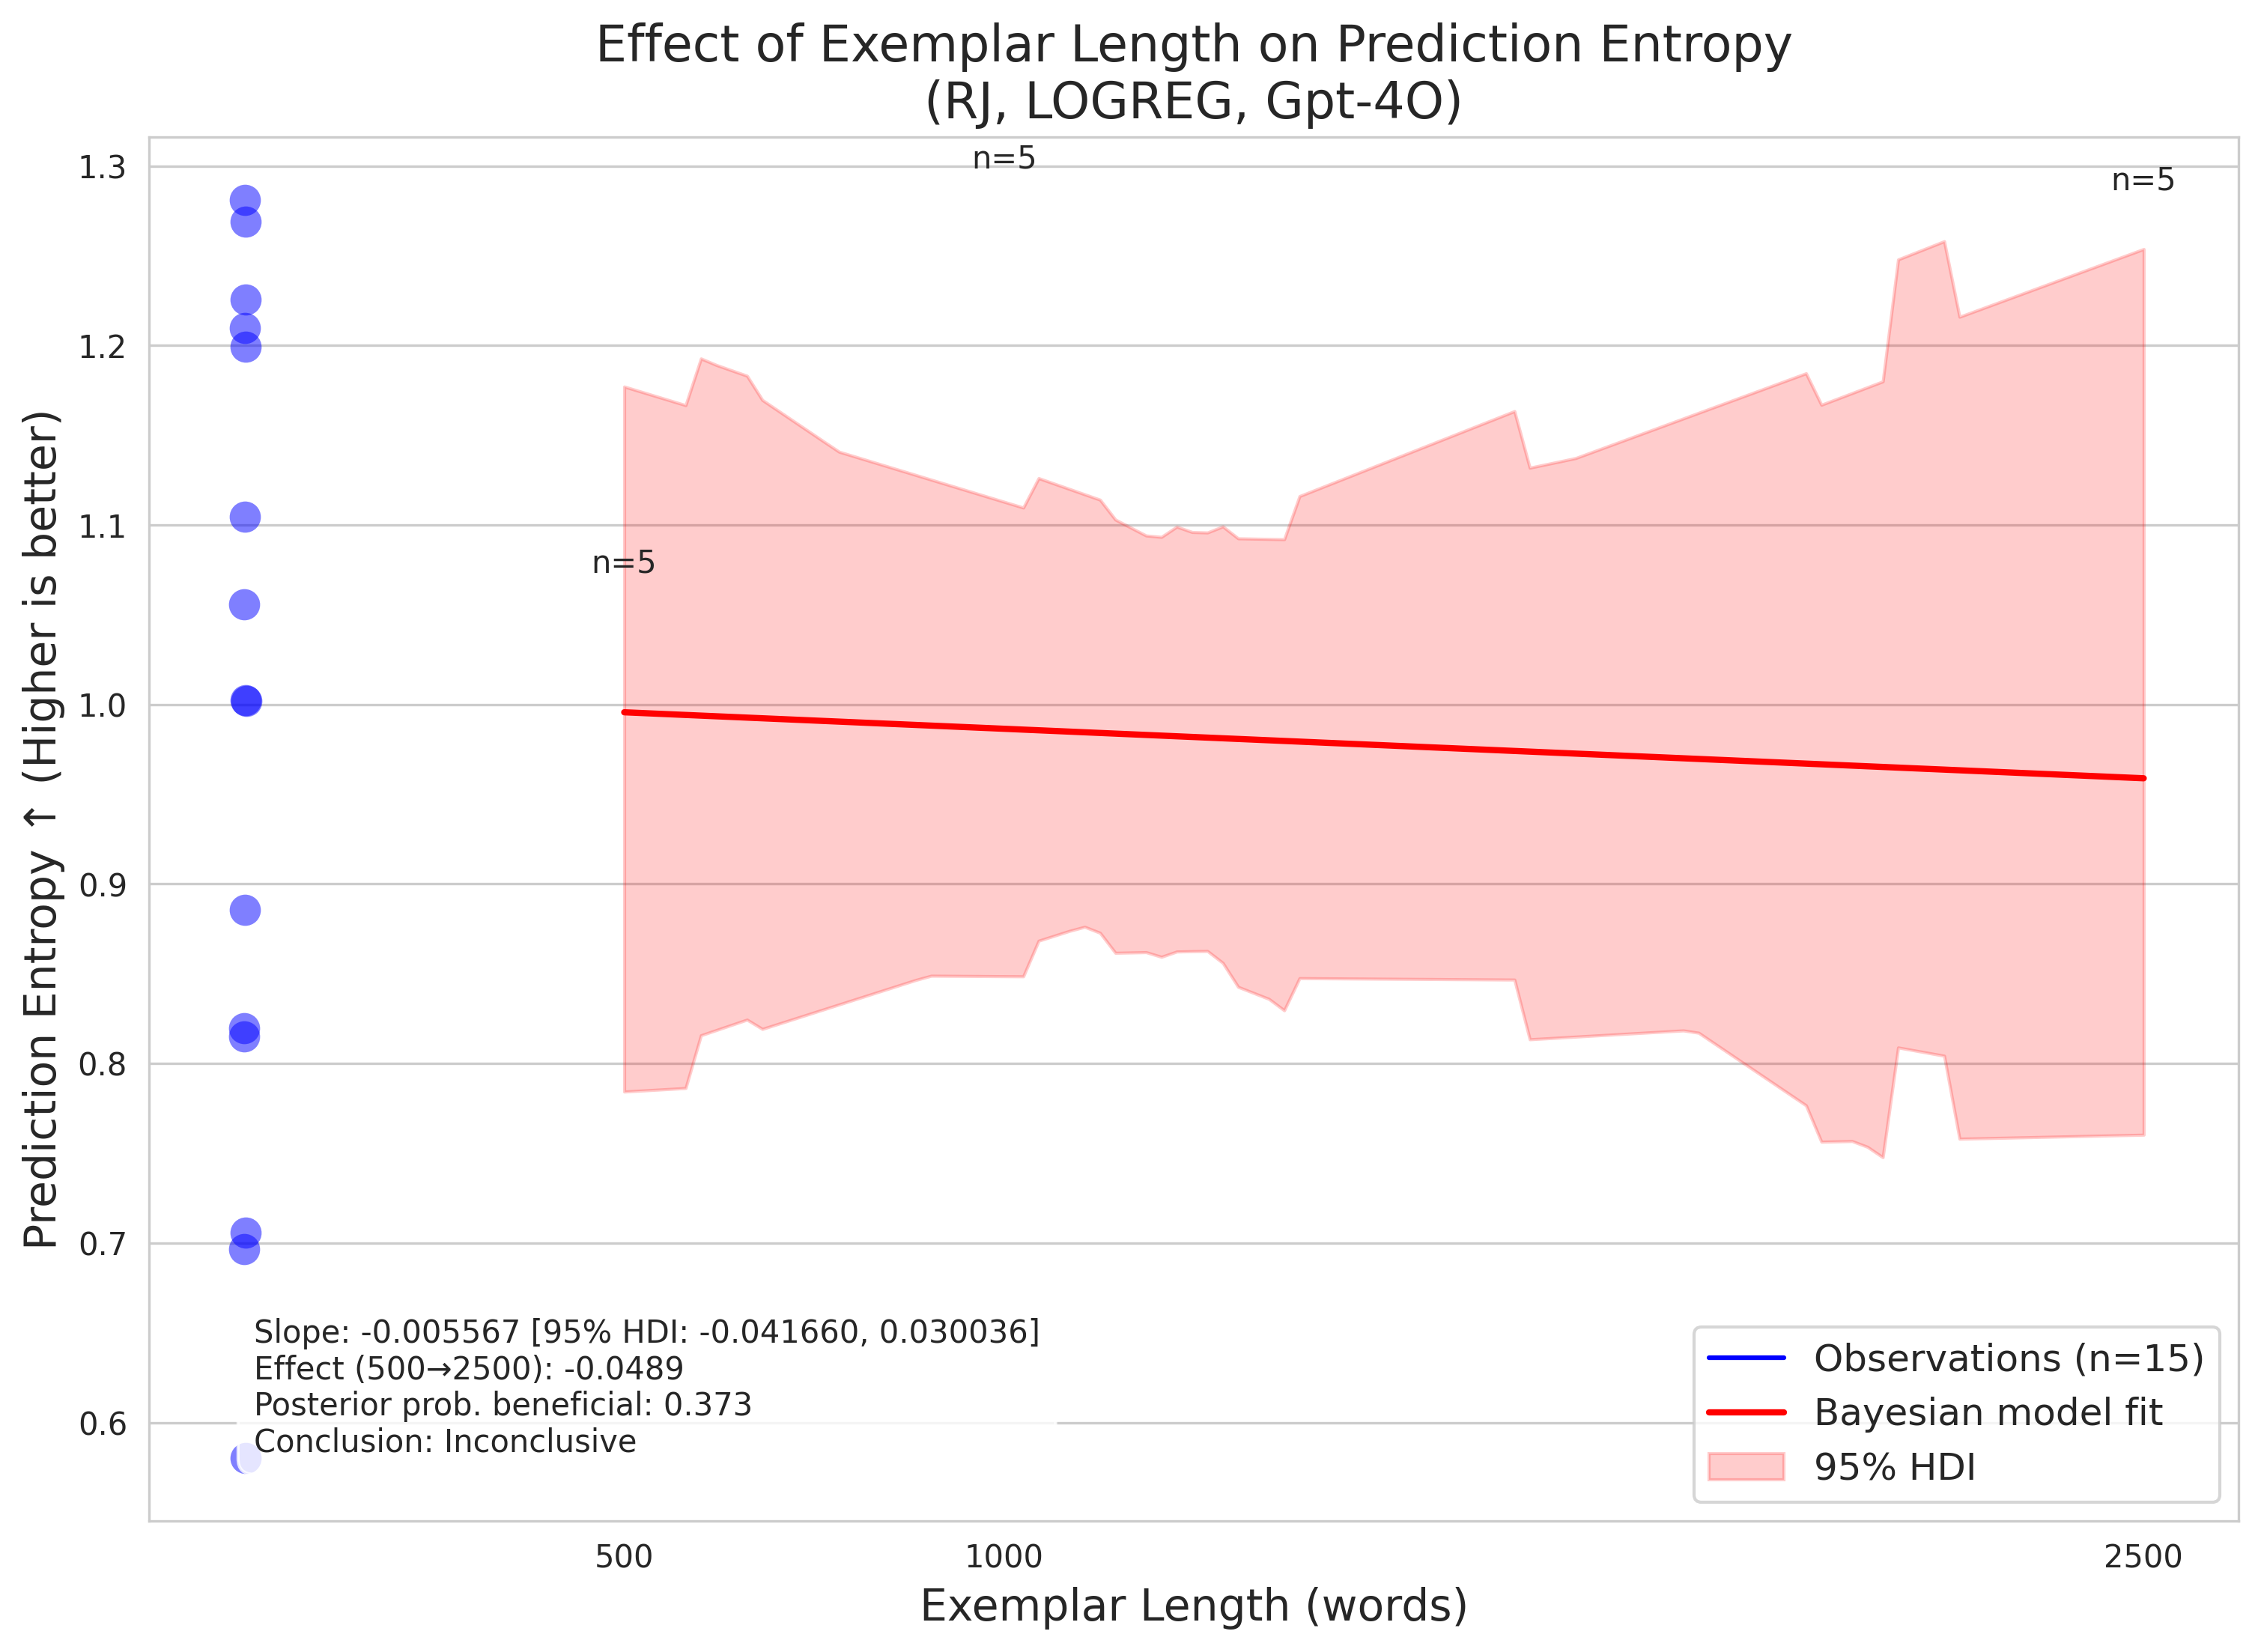 Effect of Exemplar Length on Prediction Entropy
(RJ, LOGREG, Gpt-4O)
Prediction Entropy ↑ (Higher is better)
1.3
1.2
1.1
1.0
0.9
0.8
0.7
0.6
n=5
n=5
n=5
Slope: -0.005567 [95% HDI: -0.041660, 0.030036]
Effect (500→2500): -0.0489
Posterior prob. beneficial: 0.373
Conclusion: Inconclusive
Observations (n=15)
Bayesian model fit
95% HDI
500
1000
2500
Exemplar Length (words)